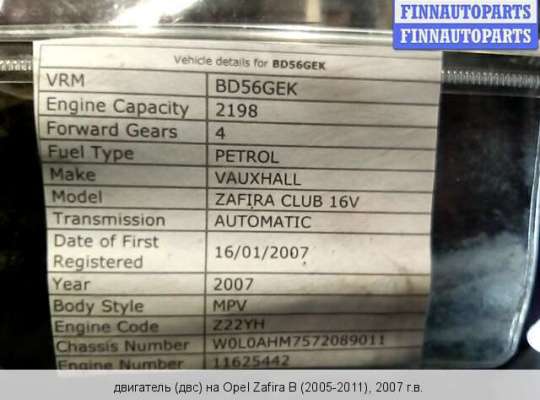 FINNAUTOPARTS
FINNAUTOPARTS
Vehicle details for BD56GEK
VRM BD56GEK
Engine Capacity 2198
Forward Gears 4
Fuel Type PETROL
Make VAUXHALL
Model ZAFIRA CLUB 16V
Transmission AUTOMATIC
Date of First
Registered 16/01/2007
Year 2007
Body Style MPV
Engine Code Z22YH
Chassis Number W0L0AHM7572089011
Engine Number 11625442
двигатель (двс) на Opel Zafira B (2005-2011), 2007 г.в.